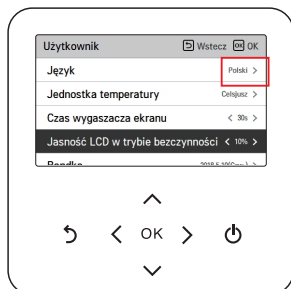 Użytkownik Wstecz OK OK
Język Polski >
Jednostka temperatury Celsjusz >
Czas wygaszacza ekranu < 30s >
Jasność LCD w trybie bezczynności < 10% >
OK